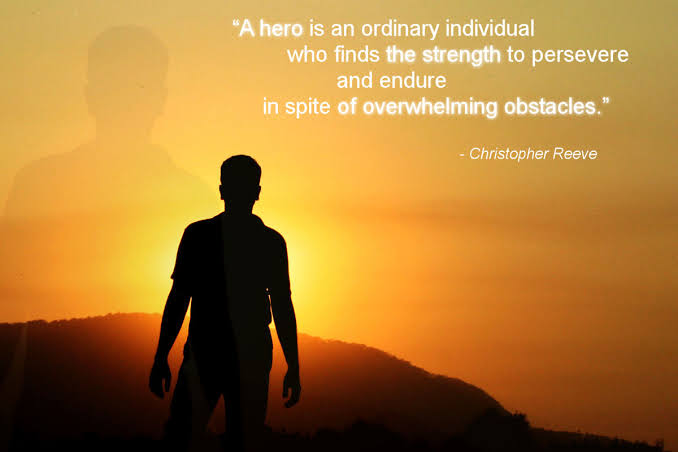 “A hero is an ordinary individual
who finds the strength to persevere
and endure
in spite of overwhelming obstacles.”
- Christopher Reeve